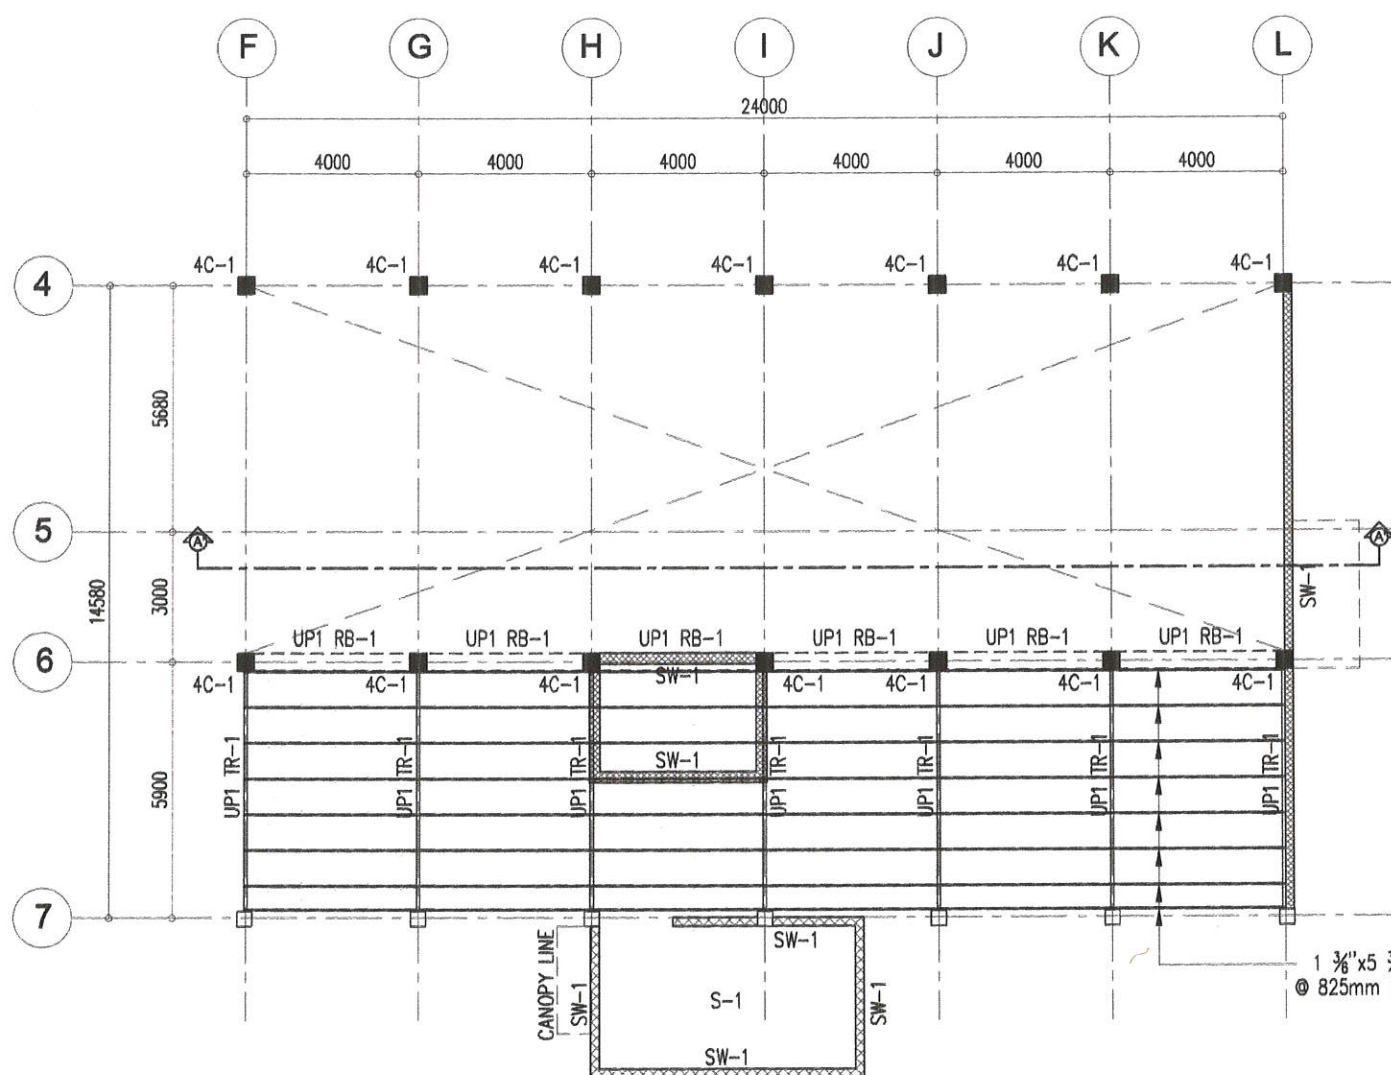 F G H I J K L
24000
4000 4000 4000 4000 4000 4000
4C-1 4C-1 4C-1 4C-1 4C-1 4C-1 4C-1
4
5680
5
A A
3000
14580
SW-1
UP1 RB-1 UP1 RB-1 UP1 RB-1 UP1 RB-1 UP1 RB-1 UP1 RB-1
6
SW-1
4C-1 4C-1 4C-1 4C-1 4C-1 4C-1 4C-1
SW-1
UP1 TR-1 UP1 TR-1 UP1 TR-1 UP1 TR-1 UP1 TR-1 UP1 TR-1
5900
7
SW-1
CANOPY LINE
SW-1
S-1
SW-1
SW-1
1 x5
@ 825mm